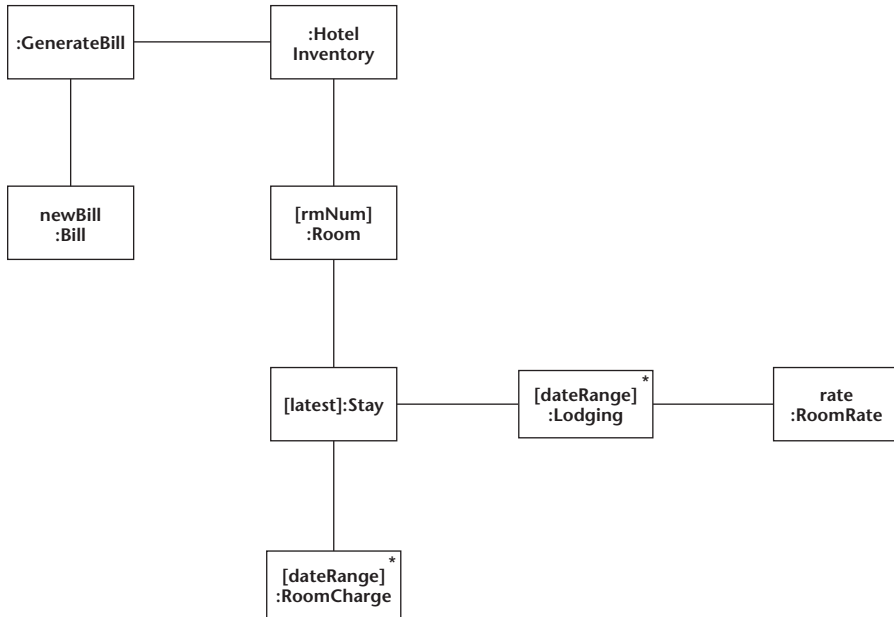 :GenerateBill
:Hotel
Inventory
newBill
:Bill
[rmNum]
:Room
[latest]:Stay
[dateRange]
*
:Lodging
rate
:RoomRate
[dateRange]
*
:RoomCharge